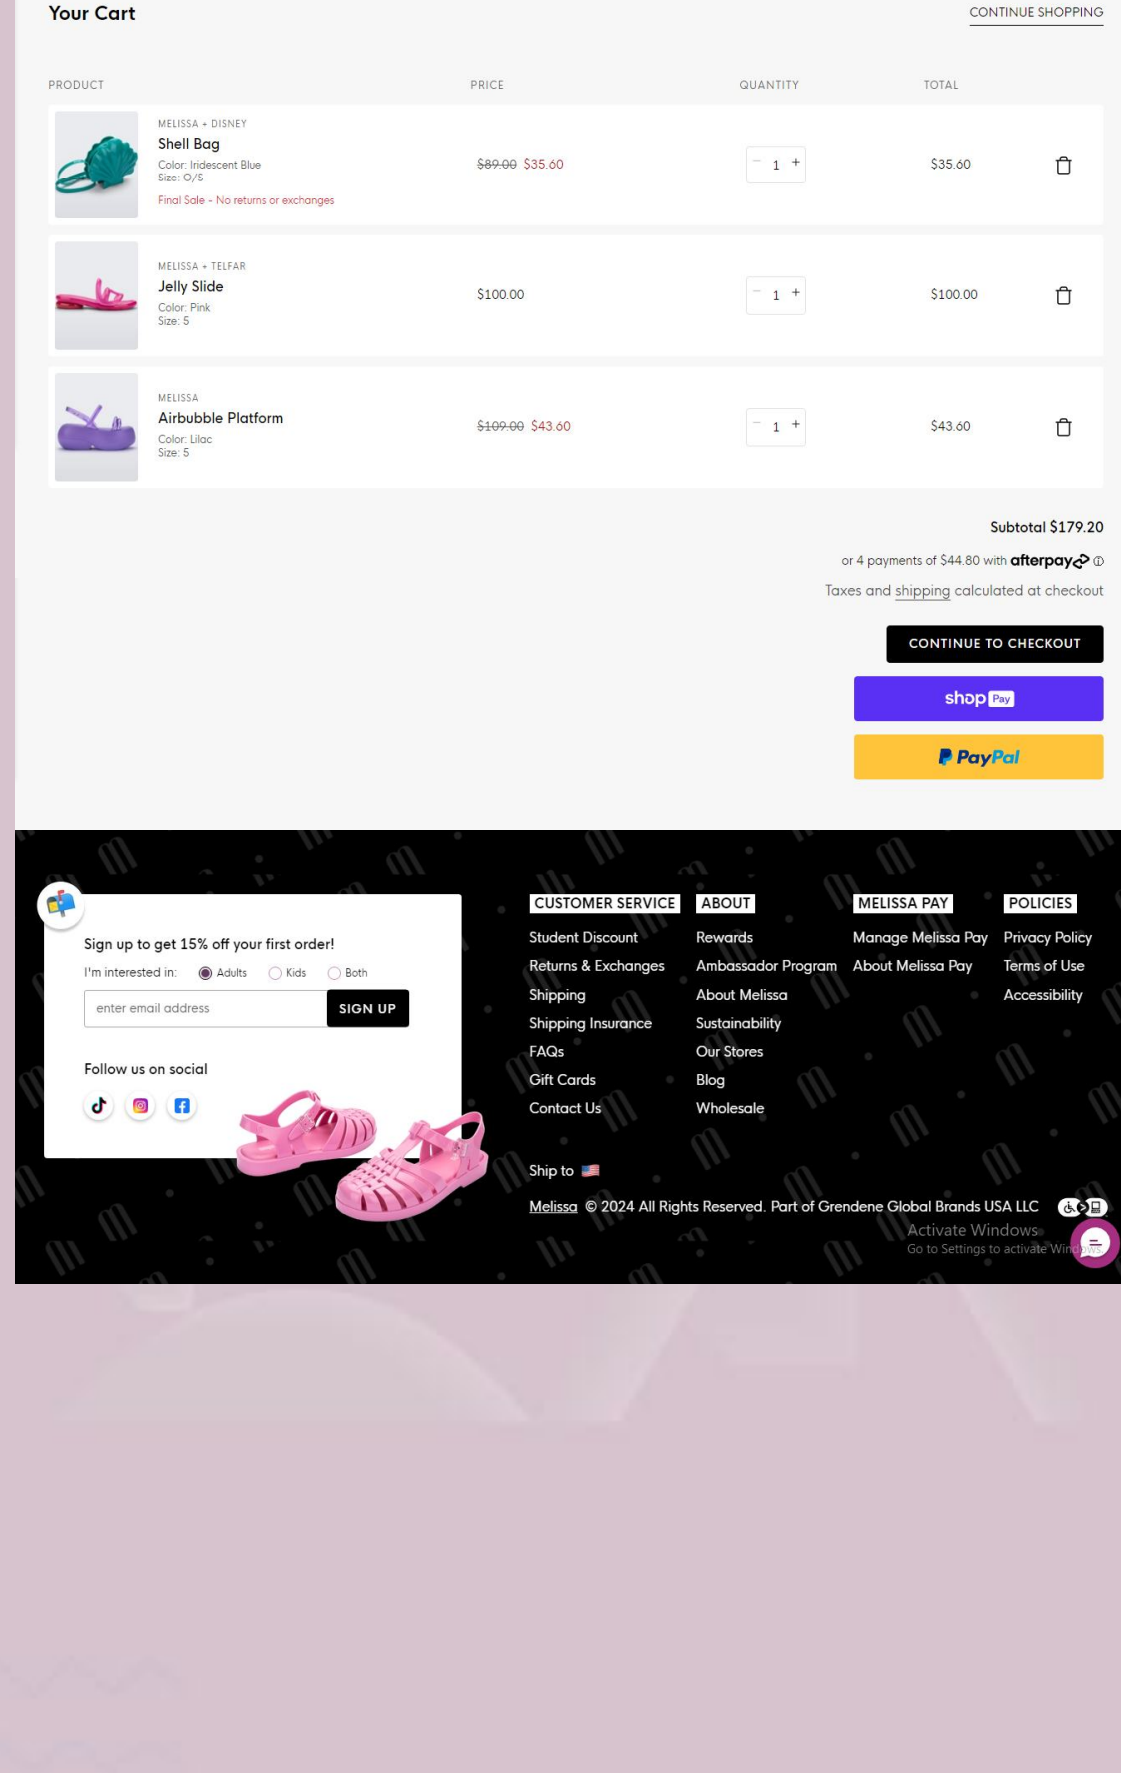 Your Cart
CONTINUE SHOPPING
PRODUCT PRICE QUANTITY TOTAL
MELISSA + DISNEY
Shell Bag
Color: Iridescent Blue
Size: O/S
Final Sale - No returns or exchanges
$89.00 $35.60
− 1 +
$35.60
MELISSA + TELFAR
Jelly Slide
Color: Pink
Size: 5
$100.00
− 1 +
$100.00
MELISSA
Airbubble Platform
Color: Lilac
Size: 5
$109.00 $43.60
− 1 +
$43.60
Subtotal $179.20
or 4 payments of $44.80 with afterpay
Taxes and shipping calculated at checkout
CONTINUE TO CHECKOUT
shop Pay
PayPal
Sign up to get 15% off your first order!
I'm interested in: Adults Kids Both
enter email address SIGN UP
Follow us on social
CUSTOMER SERVICE
Student Discount
Returns & Exchanges
Shipping
Shipping Insurance
FAQs
Gift Cards
Contact Us
ABOUT
Rewards
Ambassador Program
About Melissa
Sustainability
Our Stores
Blog
Wholesale
MELISSA PAY
Manage Melissa Pay
About Melissa Pay
POLICIES
Privacy Policy
Terms of Use
Accessibility
Ship to
Melissa © 2024 All Rights Reserved. Part of Grendene Global Brands USA LLC
Activate Windows
Go to Settings to activate Windows.